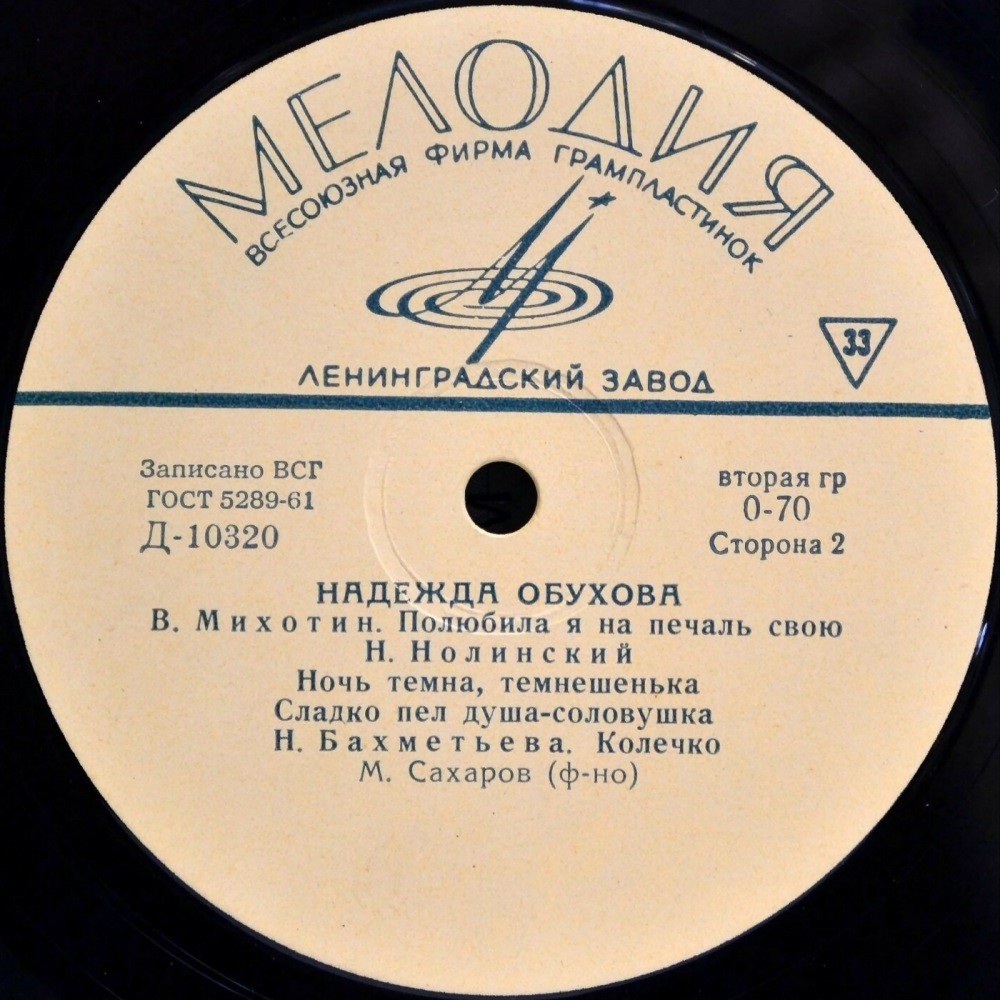 МЕЛОДИЯ
ВСЕСОЮЗНАЯ ФИРМА ГРАМПЛАСТИНОК
33
ЛЕНИНГРАДСКИЙ ЗАВОД
Записано ВСГ
ГОСТ 5289-61
Д-10320
вторая гр
0-70
Сторона 2
НАДЕЖДА ОБУХОВА
В. Михотин. Полюбила я на печаль свою
Н. Нолинский
Ночь темна, темнешенька
Сладко пел душа-соловушка
Н. Бахметьева. Колечко
М. Сахаров (ф-но)